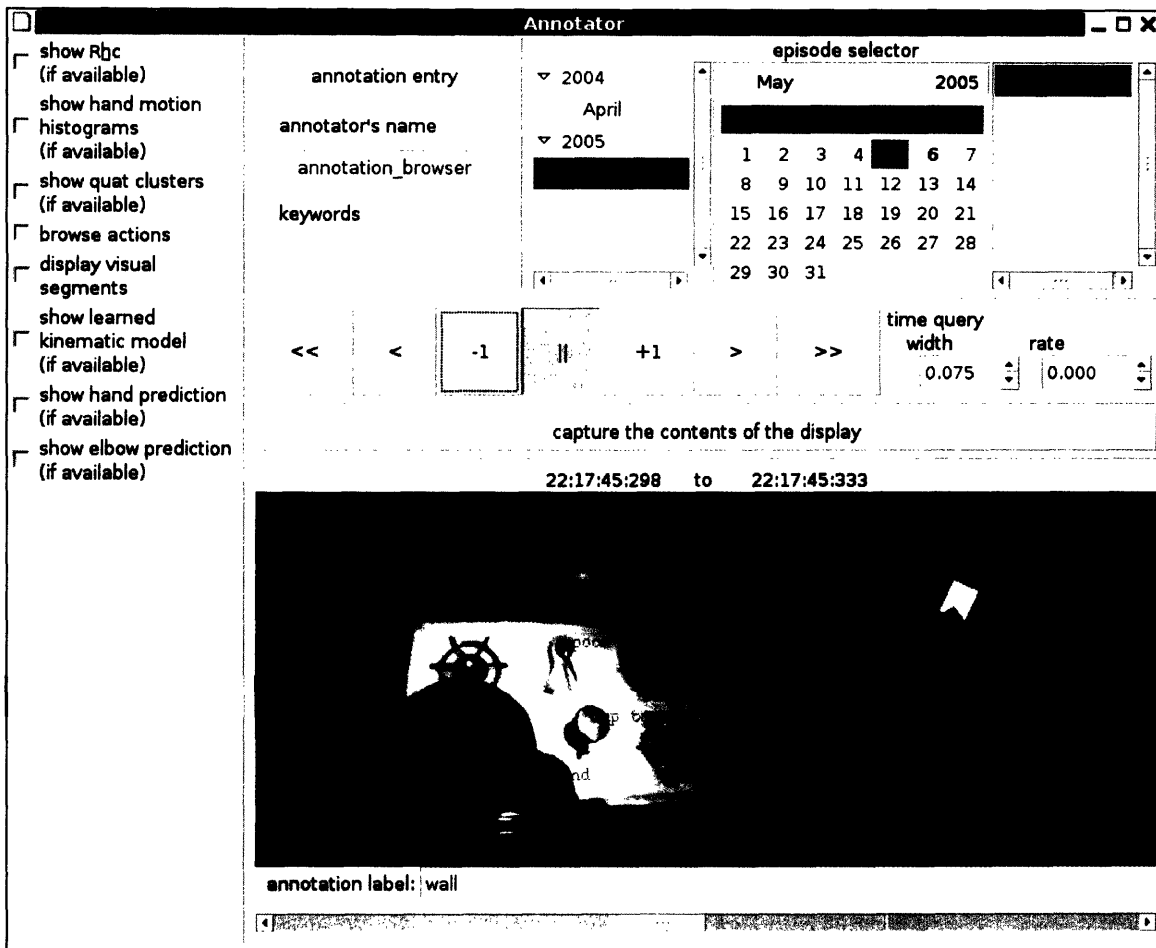 Annotator
show Rbc
(if available)
show hand motion
histograms
(if available)
show quat clusters
(if available)
browse actions
display visual
segments
show learned
kinematic model
(if available)
show hand prediction
(if available)
show elbow prediction
(if available)
annotation entry
annotator's name
annotation_browser
keywords
episode selector
2004
April
2005
May 2005
1 2 3 4 6 7
8 9 10 11 12 13 14
15 16 17 18 19 20 21
22 23 24 25 26 27 28
29 30 31
<< < -1 || +1 > >>
time query
width rate
0.075 0.000
capture the contents of the display
22:17:45:298 to 22:17:45:333
annotation label: wall